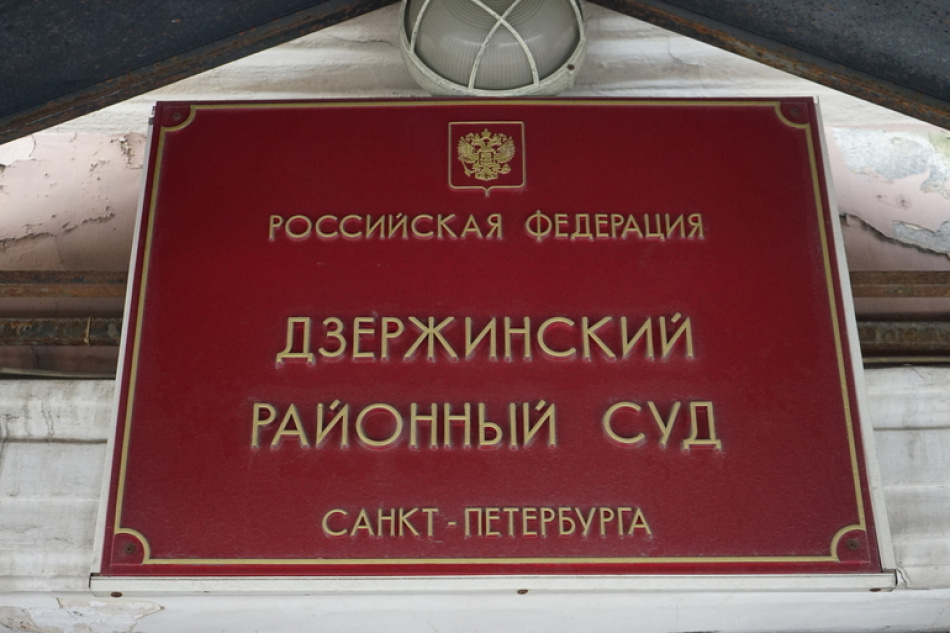 РОССИЙСКАЯ ФЕДЕРАЦИЯ
ДЗЕРЖИНСКИЙ
РАЙОННЫЙ СУД
САНКТ-ПЕТЕРБУРГА